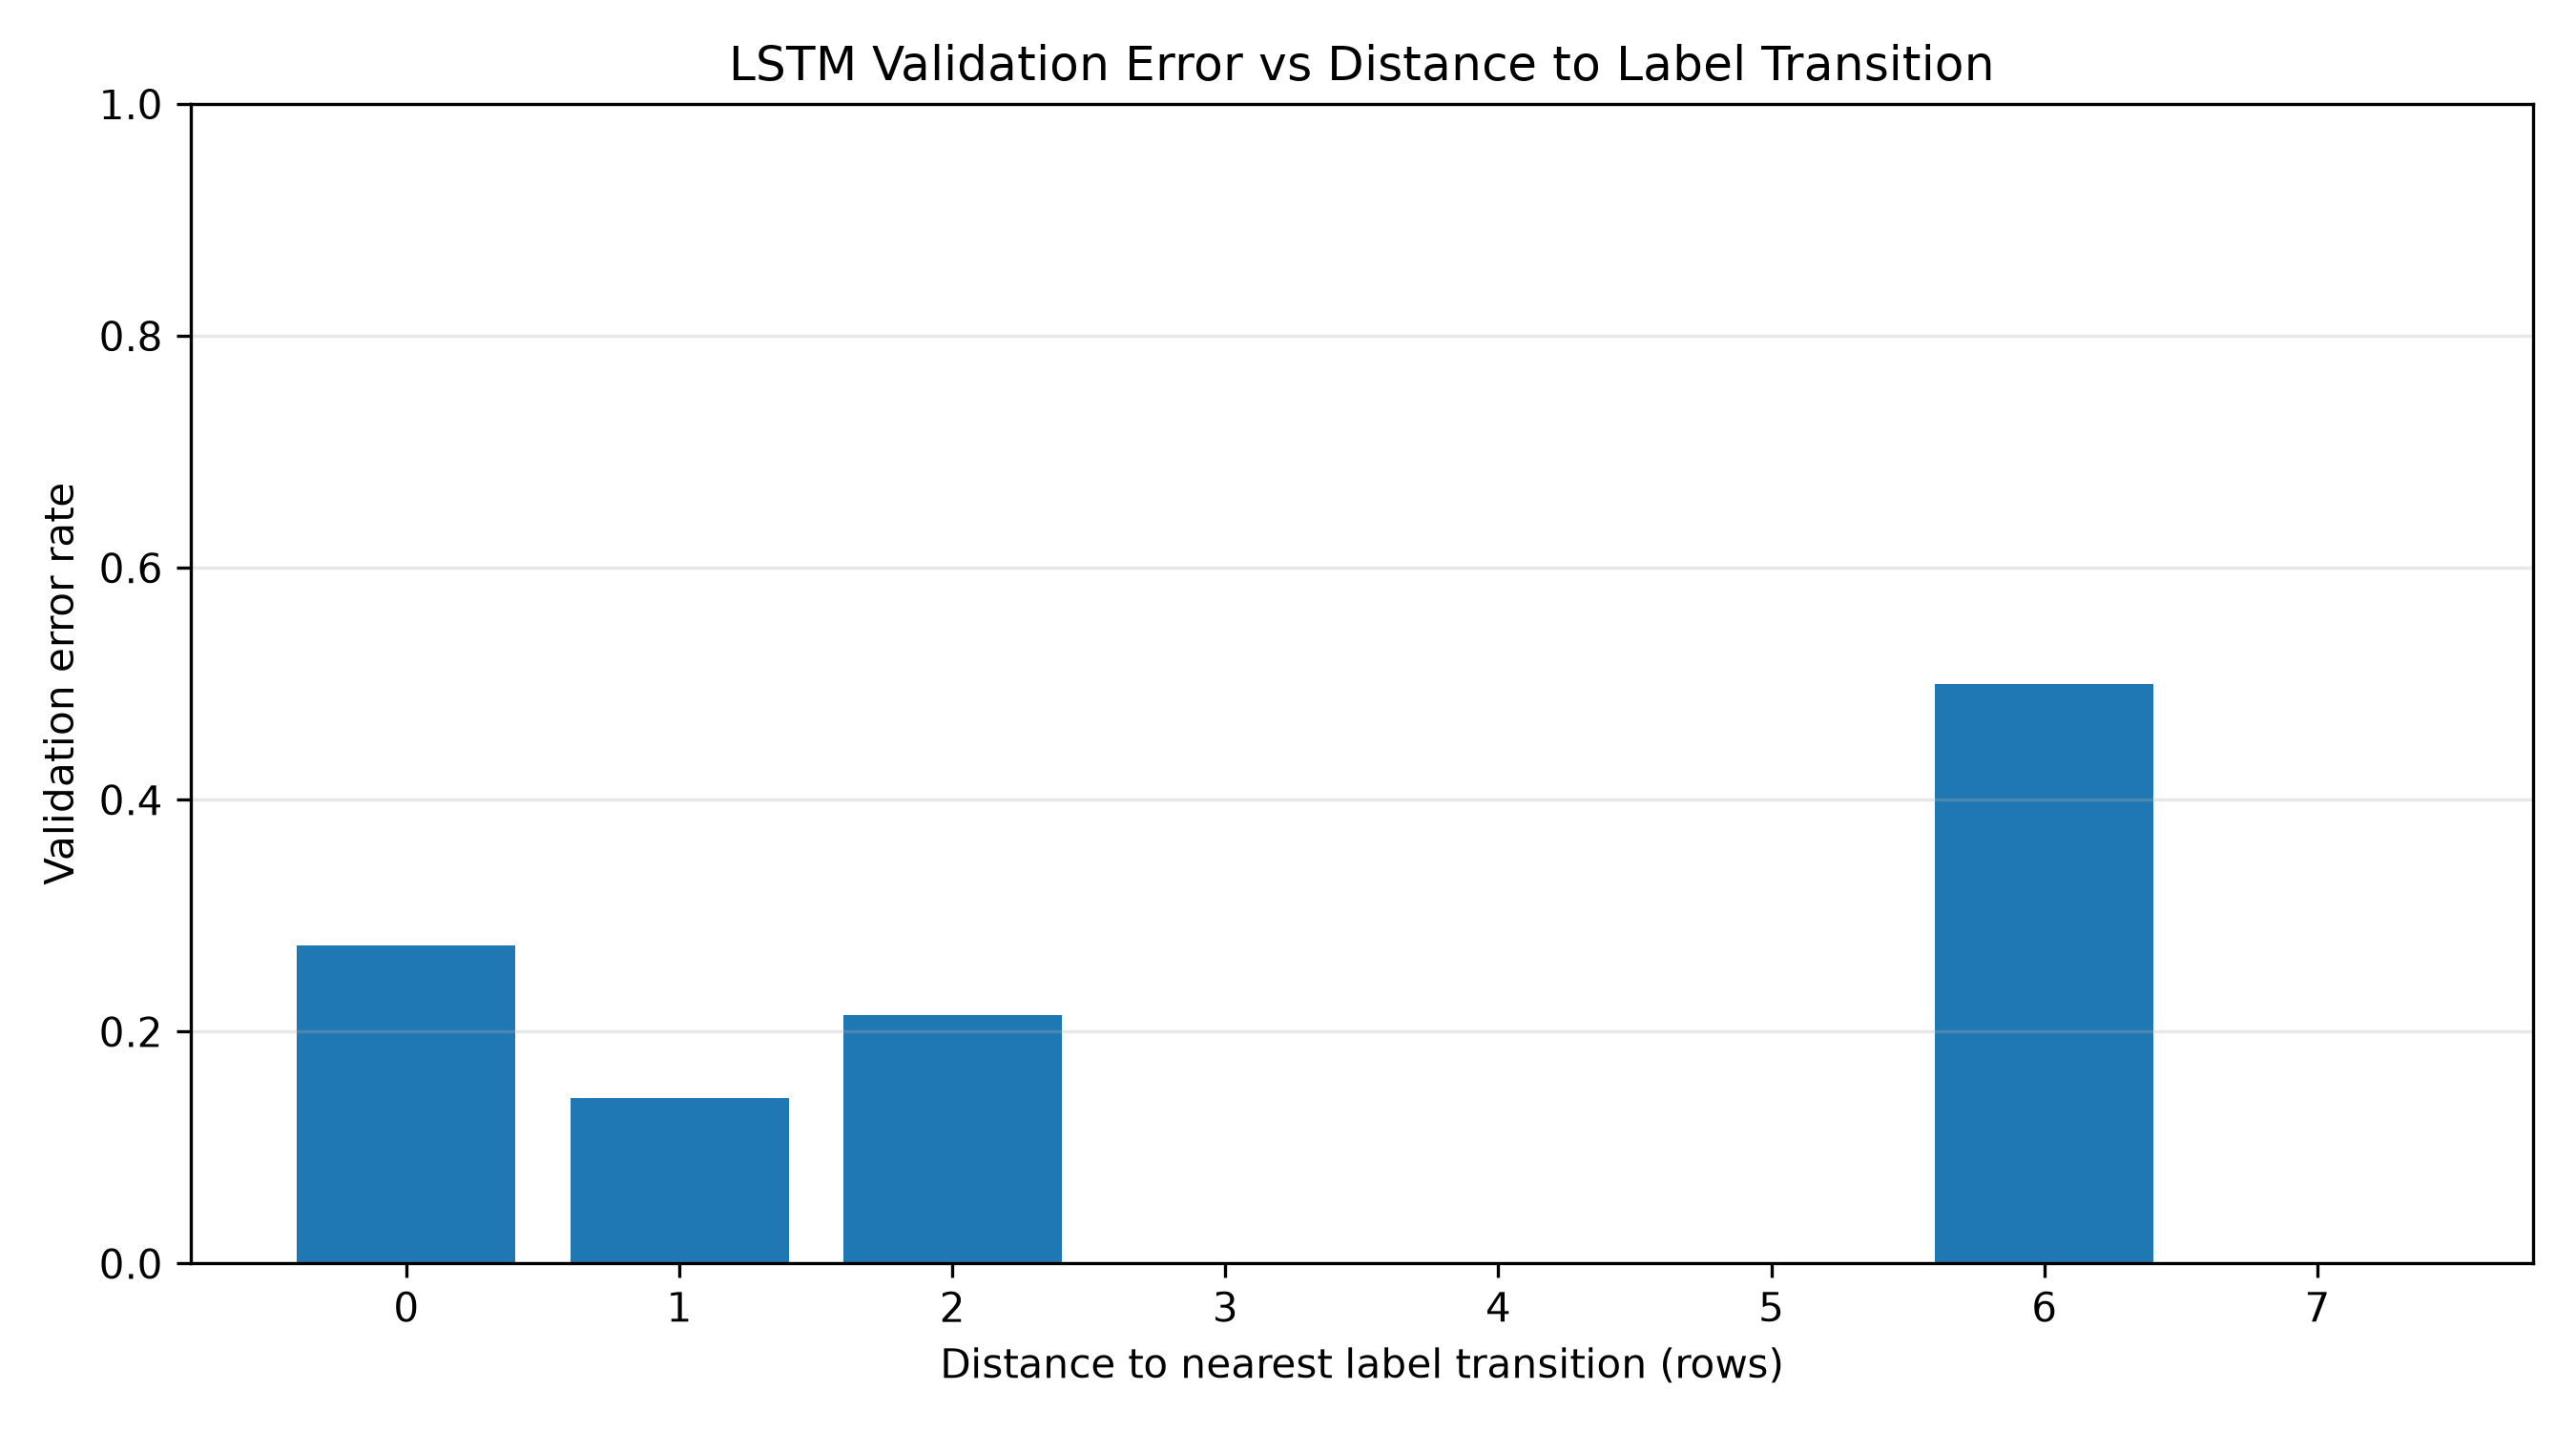 LSTM Validation Error vs Distance to Label Transition
1.0
0.8
0.6
0.4
0.2
0.0
Validation error rate
0 1 2 3 4 5 6 7
Distance to nearest label transition (rows)